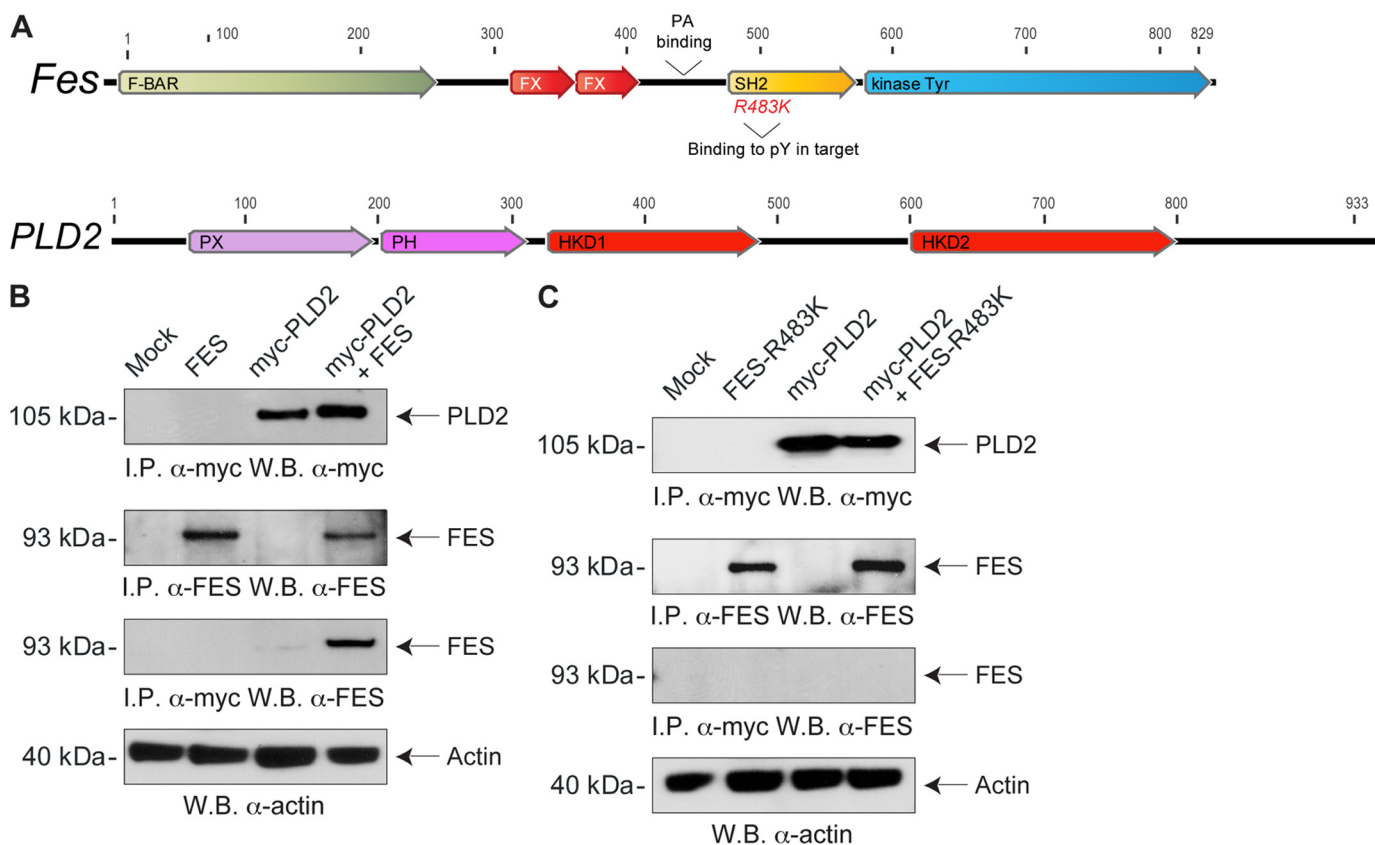 A
1 100 200 300 400 500 600 700 800 829
PA
binding
Fes F-BAR FX FX SH2 kinase Tyr
R483K
Binding to pY in target
1 100 200 300 400 500 600 700 800 933
PLD2 PX PH HKD1 HKD2
B
Mock FES myc-PLD2 myc-PLD2
+ FES
105 kDa- PLD2
I.P. α-myc W.B. α-myc
93 kDa- FES
I.P. α-FES W.B. α-FES
93 kDa- FES
I.P. α-myc W.B. α-FES
40 kDa- Actin
W.B. α-actin
C
Mock FES-R483K myc-PLD2 myc-PLD2
+ FES-R483K
105 kDa- PLD2
I.P. α-myc W.B. α-myc
93 kDa- FES
I.P. α-FES W.B. α-FES
93 kDa- FES
I.P. α-myc W.B. α-FES
40 kDa- Actin
W.B. α-actin